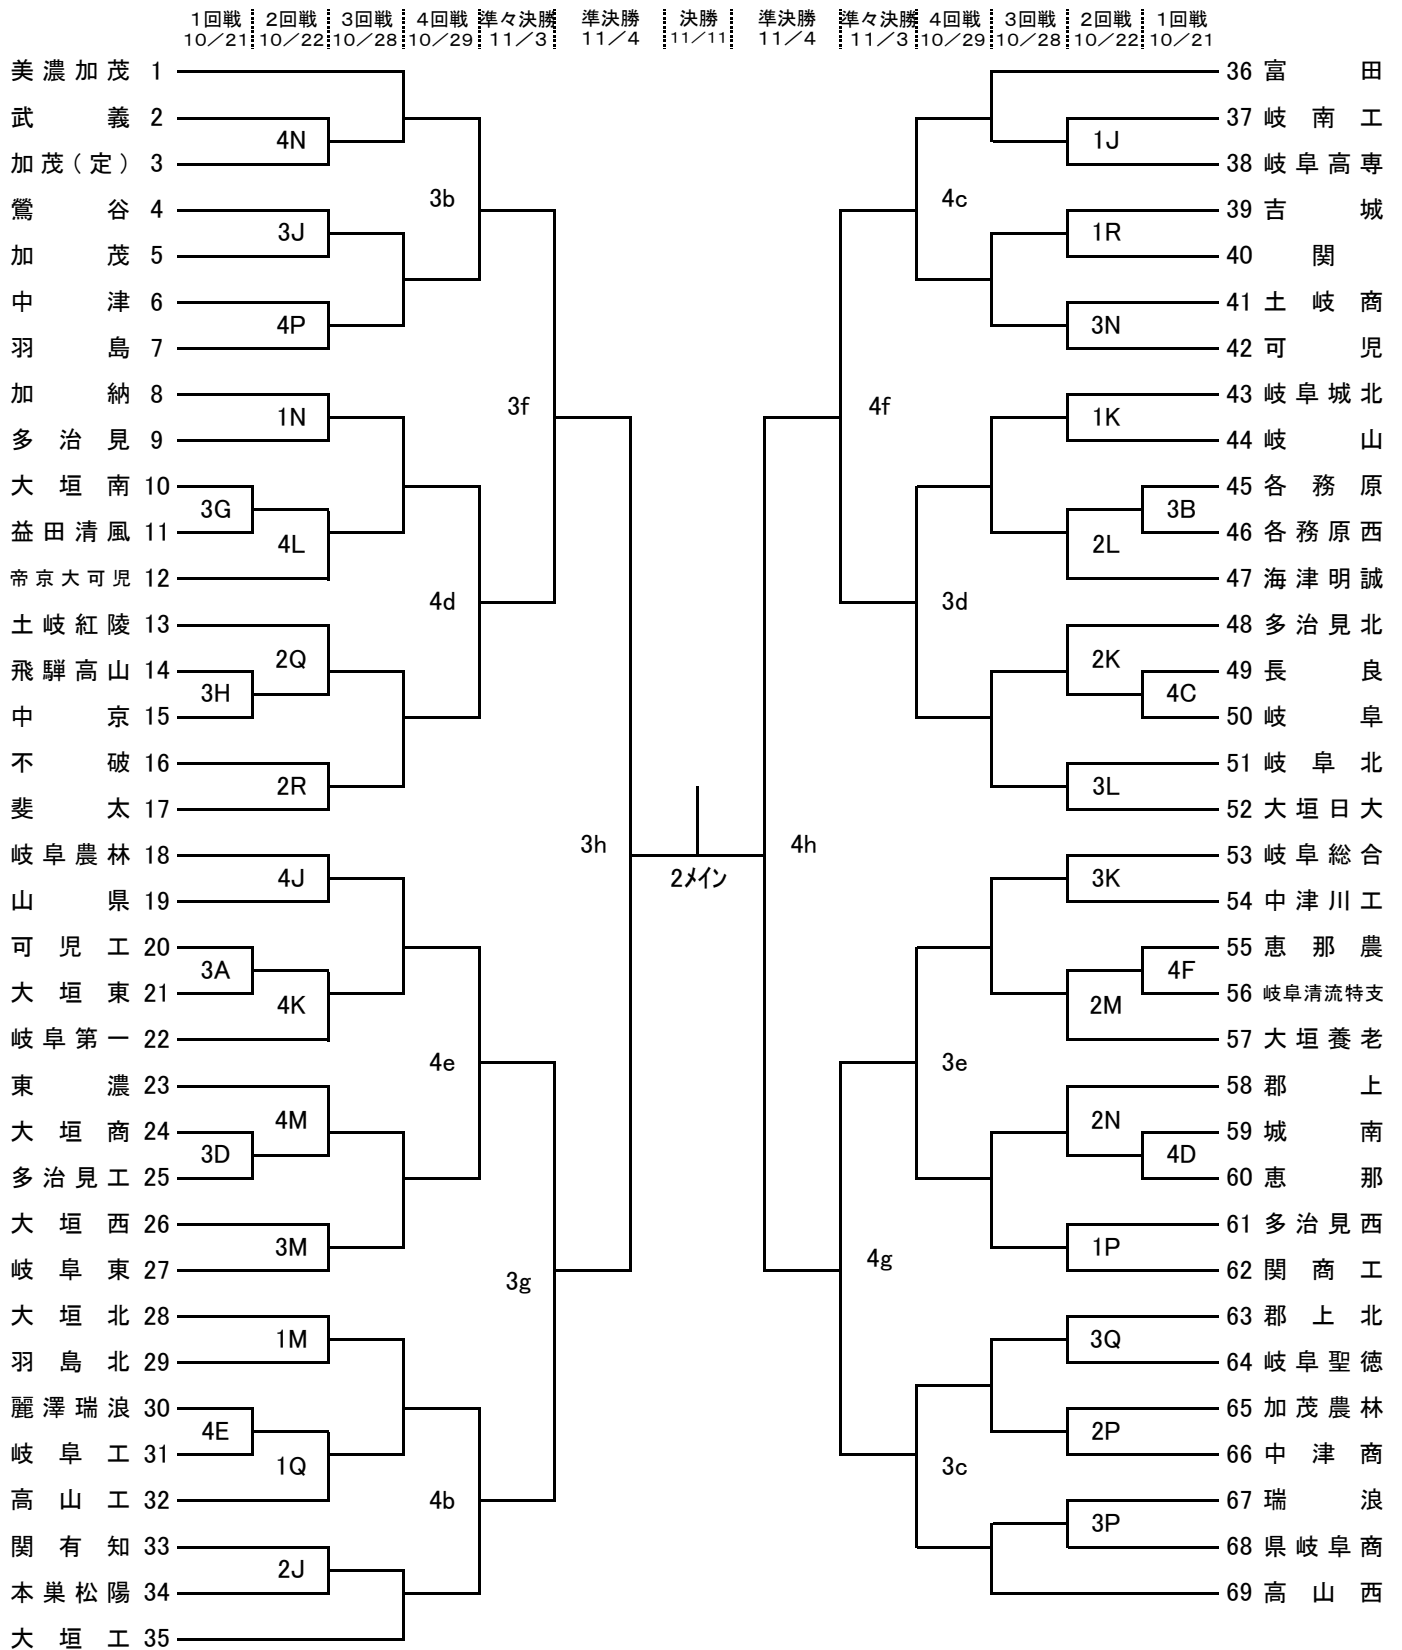 1回戦 2回戦 3回戦 4回戦 準々決勝 準決勝 決勝 準決勝 準々決勝 4回戦 3回戦 2回戦 1回戦
10/21 10/22 10/28 10/29 11/3 11/4 11/11 11/4 11/3 10/29 10/28 10/22 10/21
美濃加茂 1 36 富田
武義 2 37 岐南工
4N 1J
加茂(定) 3 38 岐阜高専
3b 4c
鶯谷 4 39 吉城
3J 1R
加茂 5 40 関
中津 6 41 土岐商
4P 3N
羽島 7 42 可児
加納 8 43 岐阜城北
3f 4f
1N 1K
多治見 9 44 岐山
大垣南 10 45 各務原
3G 3B
益田清風 11 46 各務原西
4L 2L
帝京大可児 12 47 海津明誠
4d 3d
土岐紅陵 13 48 多治見北
2Q 2K
飛騨高山 14 49 長良
3H 4C
中京 15 50 岐阜
不破 16 51 岐阜北
2R 3L
斐太 17 52 大垣日大
3h 4h
岐阜農林 18 53 岐阜総合
4J 2メイン 3K
山県 19 54 中津川工
可児工 20 55 恵那農
3A 4F
大垣東 21 56 岐阜清流特支
4K 2M
岐阜第一 22 57 大垣養老
4e 3e
東濃 23 58 郡上
4M 2N
大垣商 24 59 城南
3D 4D
多治見工 25 60 恵那
大垣西 26 61 多治見西
3M 1P
4g
岐阜東 27 62 関商工
3g
大垣北 28 63 郡上北
1M 3Q
羽島北 29 64 岐阜聖徳
麗澤瑞浪 30 65 加茂農林
4E 2P
岐阜工 31 66 中津商
1Q 3c
高山工 32 4b 67 瑞浪
3P
関有知 33 68 県岐阜商
2J
本巣松陽 34 69 高山西
大垣工 35